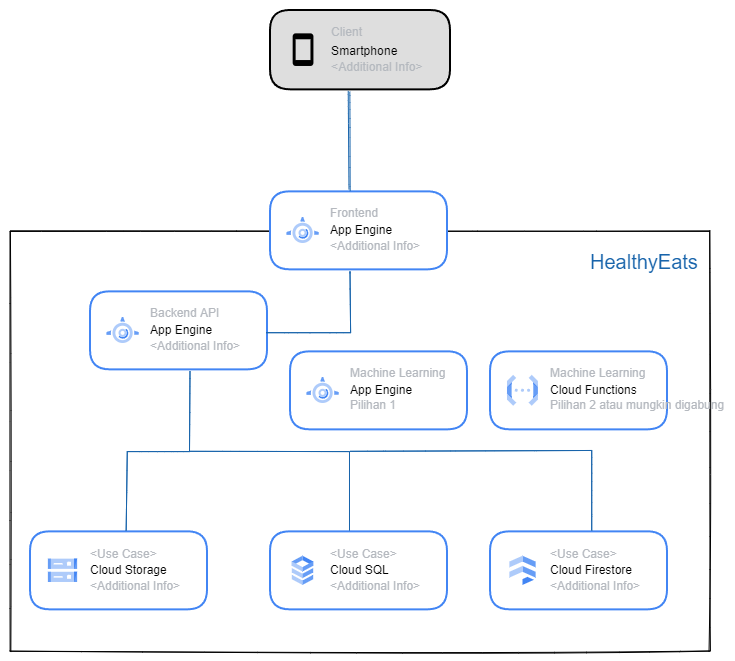 Client
Smartphone
<Additional Info>
Frontend
App Engine
<Additional Info>
HealthyEats
Backend API
App Engine
<Additional Info>
Machine Learning
App Engine
Pilihan 1
Machine Learning
Cloud Functions
Pilihan 2 atau mungkin digabung
<Use Case>
Cloud Storage
<Additional Info>
<Use Case>
Cloud SQL
<Additional Info>
<Use Case>
Cloud Firestore
<Additional Info>